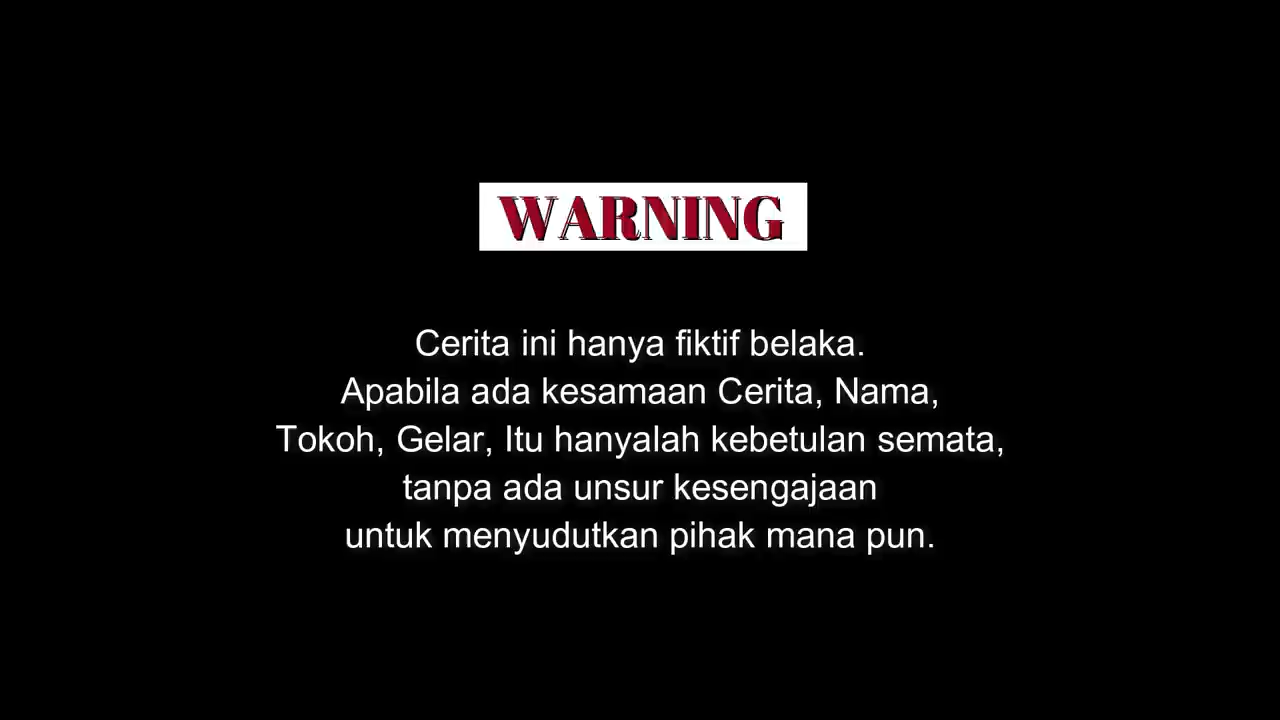 WARNING
Cerita ini hanya fiktif belaka.
Apabila ada kesamaan Cerita, Nama,
Tokoh, Gelar, Itu hanyalah kebetulan semata,
tanpa ada unsur kesengajaan
untuk menyudutkan pihak mana pun.